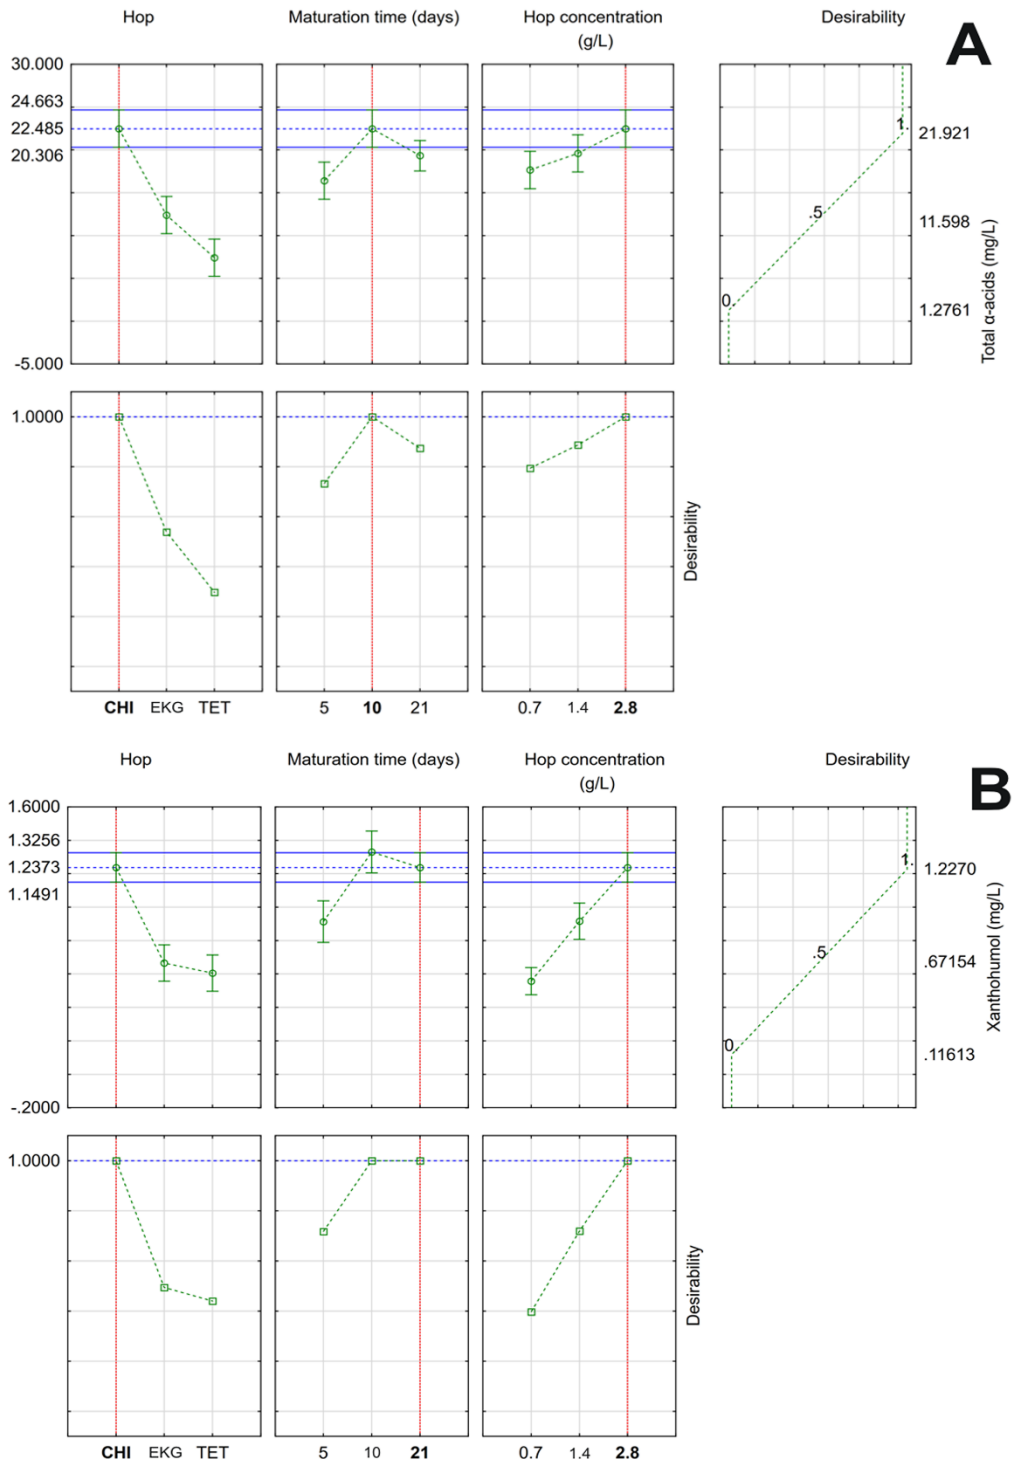 Hop
Maturation time (days)
Hop concentration
(g/L)
Desirability
A
30.000
24.663
22.485
20.306
-5.000
1.
.5
0.
21.921
11.598
1.2761
Total α-acids (mg/L)
1.0000
Desirability
CHI EKG TET
5 10 21
0.7 1.4 2.8
Hop
Maturation time (days)
Hop concentration
(g/L)
Desirability
B
1.6000
1.3256
1.2373
1.1491
-.2000
1.
.5
0.
1.2270
.67154
.11613
Xanthohumol (mg/L)
1.0000
Desirability
CHI EKG TET
5 10 21
0.7 1.4 2.8